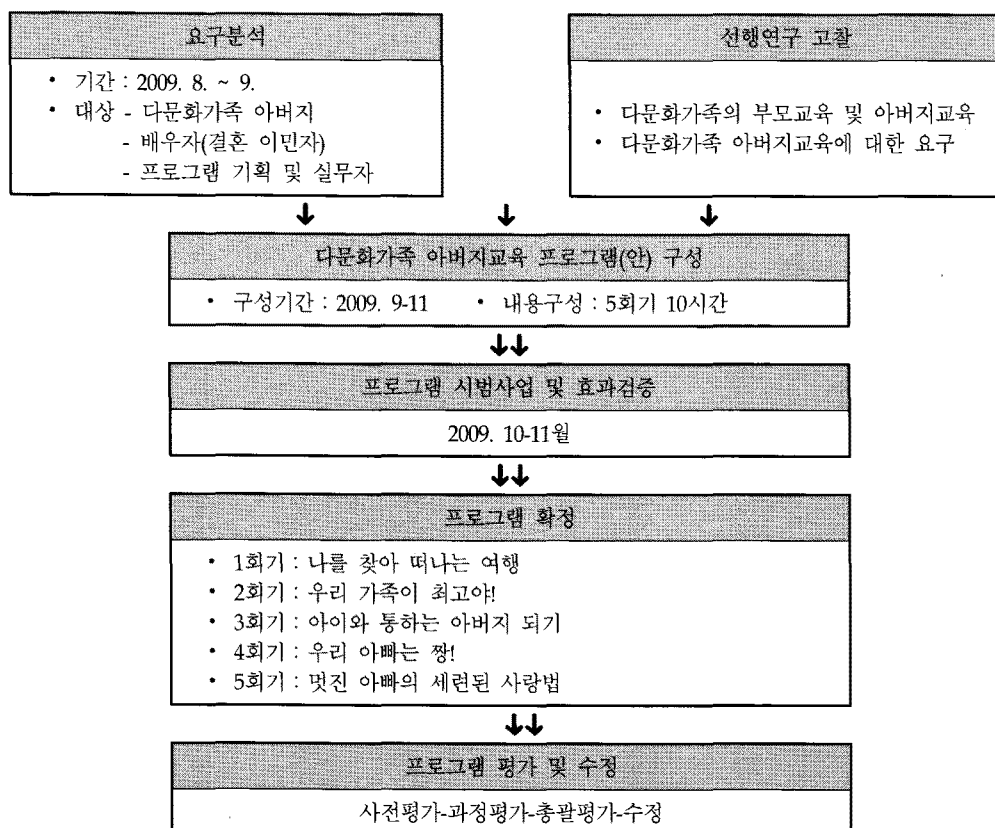 요구분석
• 기간 : 2009. 8. ~ 9.
• 대상 - 다문화가족 아버지
- 배우자(결혼 이민자)
- 프로그램 기획 및 실무자
선행연구 고찰
• 다문화가족의 부모교육 및 아버지교육
• 다문화가족 아버지교육에 대한 요구
다문화가족 아버지교육 프로그램(안) 구성
• 구성기간 : 2009. 9-11 • 내용구성 : 5회기 10시간
프로그램 시범사업 및 효과검증
2009. 10-11월
프로그램 확정
• 1회기 : 나를 찾아 떠나는 여행
• 2회기 : 우리 가족이 최고야!
• 3회기 : 아이와 통하는 아버지 되기
• 4회기 : 우리 아빠는 짱!
• 5회기 : 멋진 아빠의 세련된 사랑법
프로그램 평가 및 수정
사전평가-과정평가-총괄평가-수정